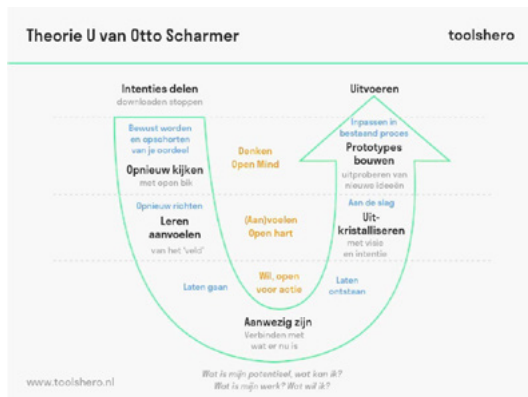 Theorie U van Otto Scharmer
toolshero
Intenties delen
downloaden stoppen
Uitvoeren
Bewust worden
en opschorten
van je oordeel
Opnieuw kijken
met open blik
Denken
Open Mind
Inpassen in
bestaand proces
Prototypes
bouwen
uitproberen van
nieuwe ideeën
Opnieuw richten
Leren
aanvoelen
van het 'veld'
(Aan)voelen
Open hart
Aan de slag
Uit-
kristalliseren
met visie
en intentie
Laten gaan
Wil, open
voor actie
Laten
ontstaan
Aanwezig zijn
Verbinden met
wat er nu is
Wat is mijn potentieel, wat kan ik?
Wat is mijn werk? Wat wil ik?
www.toolshero.nl